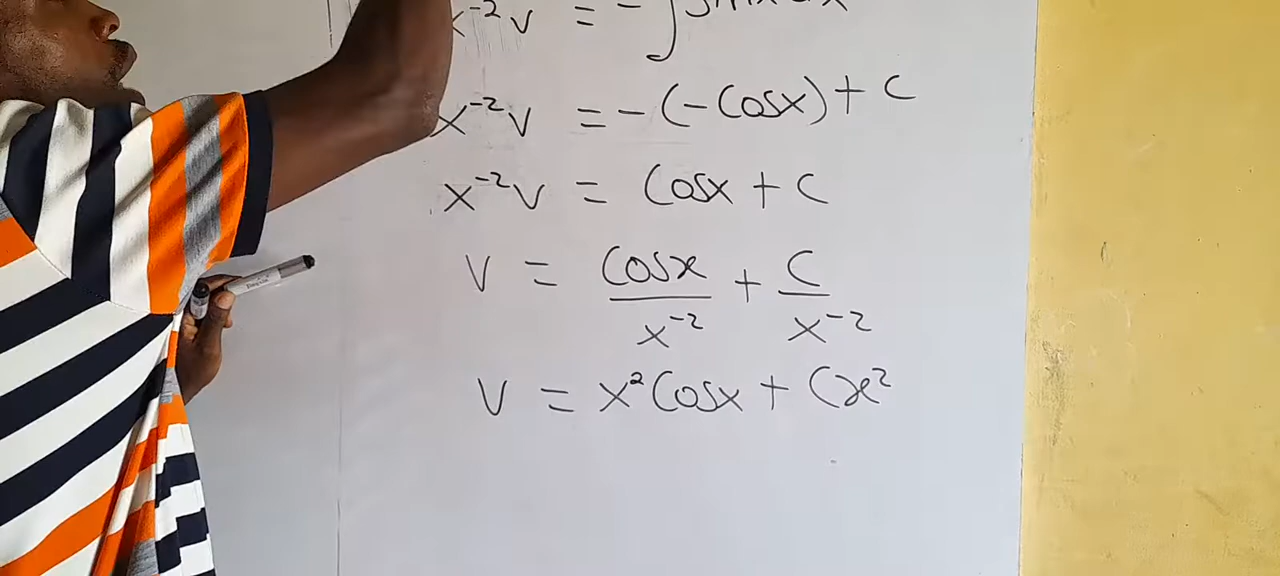 x⁻²v = -∫sinx dx
x⁻²v = -(-Cosx) + C
x⁻²v = Cosx + C
v = Cosx/x⁻² + C/x⁻²
v = x²Cosx + Cx²